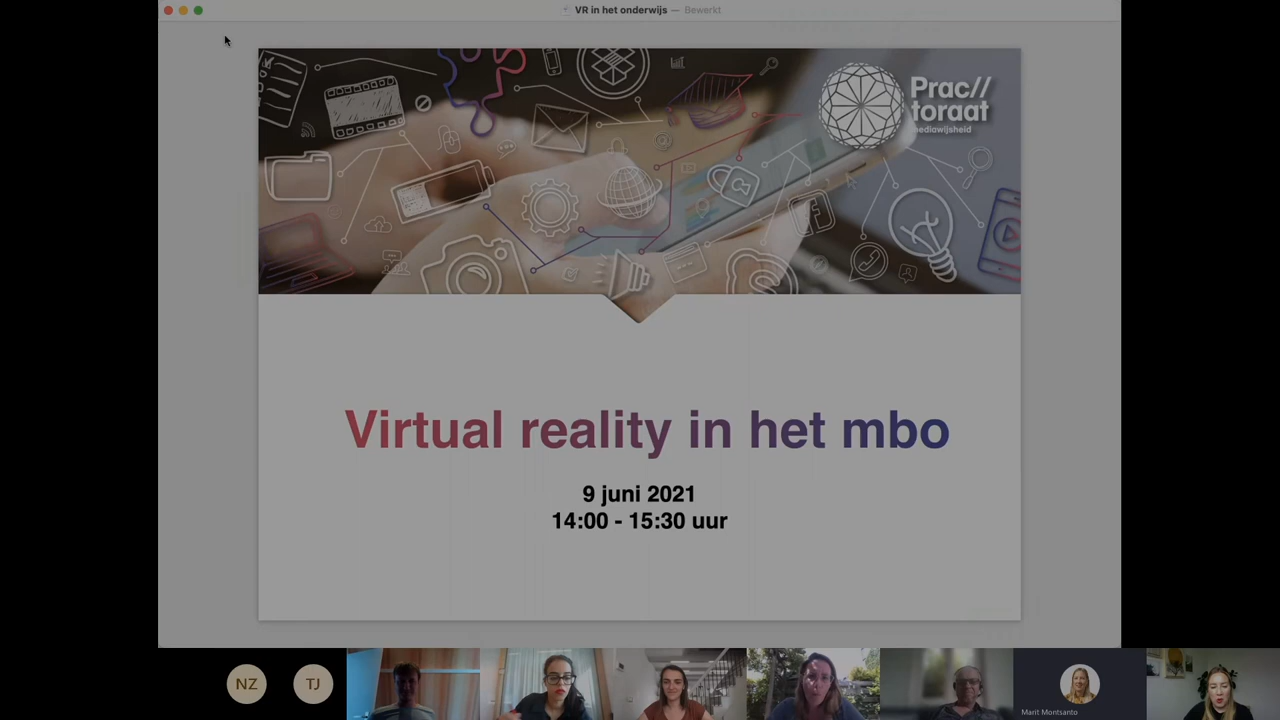 VR in het onderwijs — Bewerkt
Prac//
toraat
mediawijsheid
Virtual reality in het mbo
9 juni 2021
14:00 - 15:30 uur
NZ
TJ
Marit Montsanto